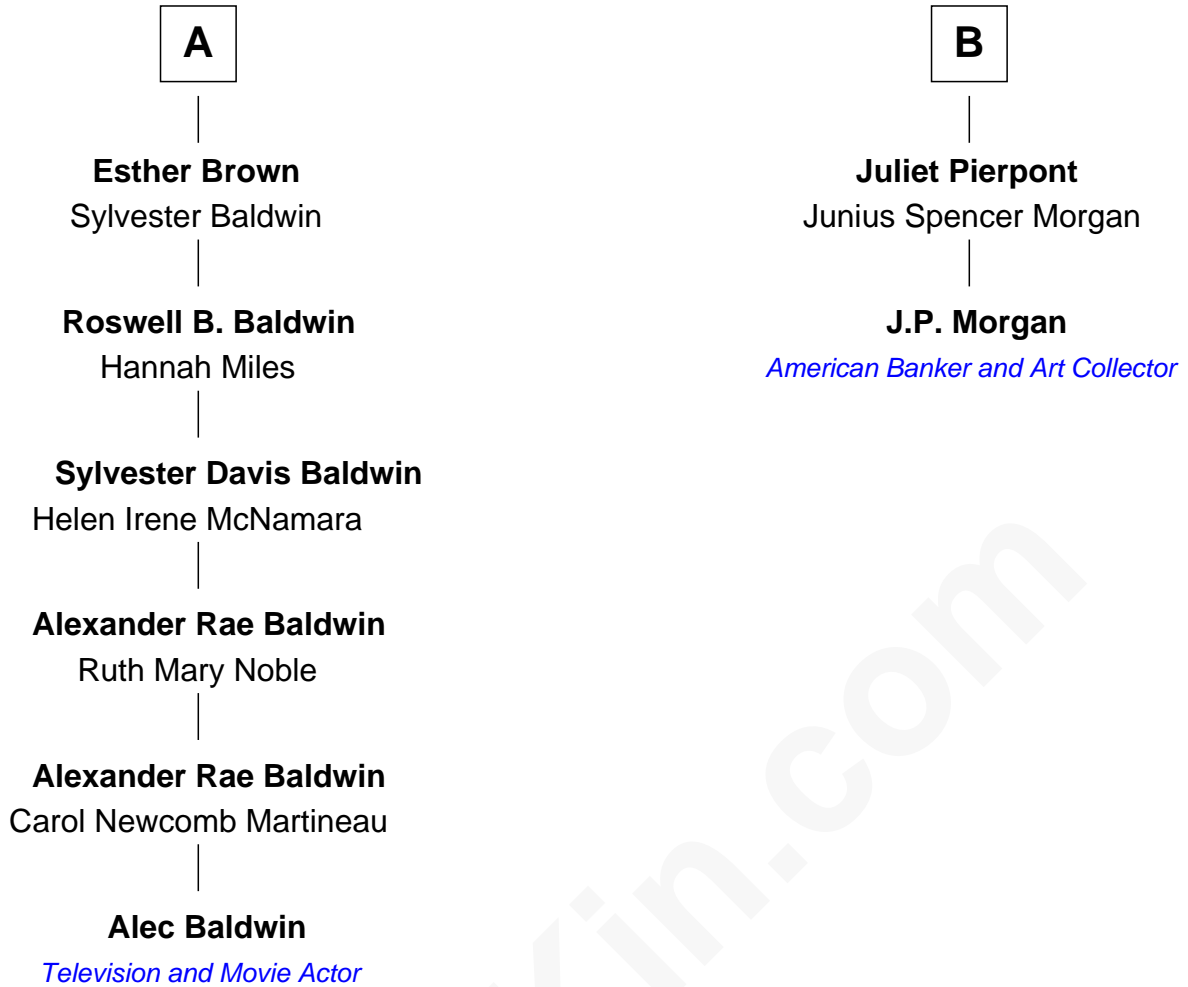 A
Esther Brown
Sylvester Baldwin
Roswell B. Baldwin
Hannah Miles
Sylvester Davis Baldwin
Helen Irene McNamara
Alexander Rae Baldwin
Ruth Mary Noble
Alexander Rae Baldwin
Carol Newcomb Martineau
Alec Baldwin
Television and Movie Actor
B
Juliet Pierpont
Junius Spencer Morgan
J.P. Morgan
American Banker and Art Collector